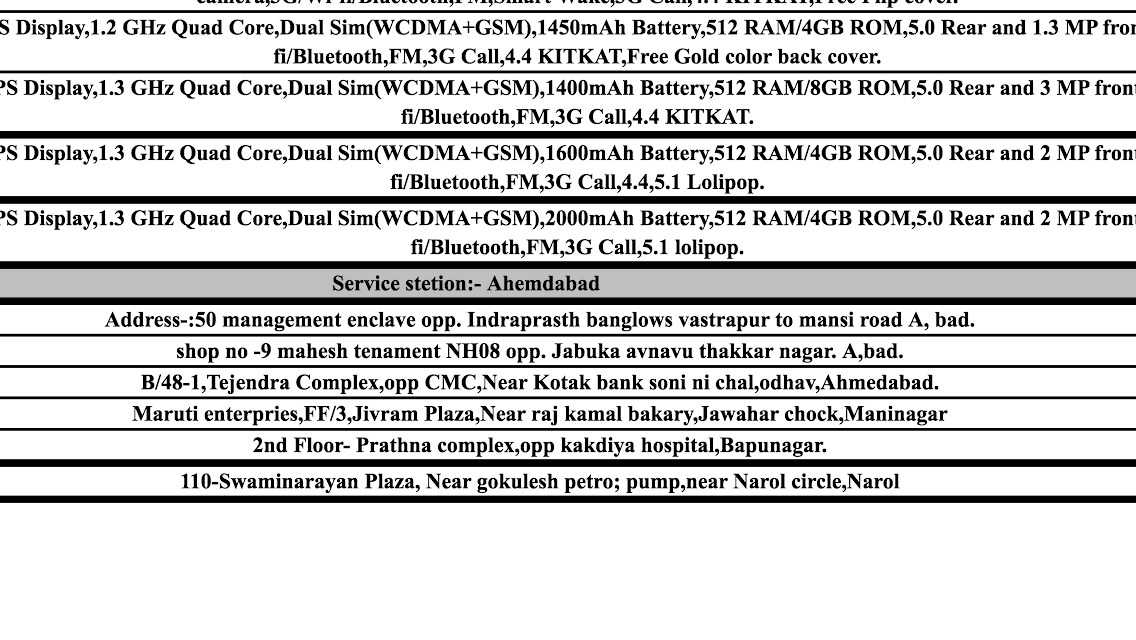 S Display,1.2 GHz Quad Core,Dual Sim(WCDMA+GSM),1450mAh Battery,512 RAM/4GB ROM,5.0 Rear and 1.3 MP
fi/Bluetooth,FM,3G Call,4.4 KITKAT,Free Gold color back cover.
PS Display,1.3 GHz Quad Core,Dual Sim(WCDMA+GSM),1400mAh Battery,512 RAM/8GB ROM,5.0 Rear and 3 MP front
fi/Bluetooth,FM,3G Call,4.4 KITKAT.
PS Display,1.3 GHz Quad Core,Dual Sim(WCDMA+GSM),1600mAh Battery,512 RAM/4GB ROM,5.0 Rear and 2 MP front
fi/Bluetooth,FM,3G Call,4.4,5.1 Lolipop.
PS Display,1.3 GHz Quad Core,Dual Sim(WCDMA+GSM),2000mAh Battery,512 RAM/4GB ROM,5.0 Rear and 2 MP front
fi/Bluetooth,FM,3G Call,5.1 lolipop.
Service stetion:- Ahemdabad
Address-:50 management enclave opp. Indraprasth banglows vastrapur to mansi road A, bad.
shop no -9 mahesh tenament NH08 opp. Jabuka avnavu thakkar nagar. A,bad.
B/48-1,Tejendra Complex,opp CMC,Near Kotak bank soni ni chal,odhav,Ahmedabad.
Maruti enterpries,FF/3,Jivram Plaza,Near raj kamal bakary,Jawahar chock,Maninagar
2nd Floor- Prathna complex,opp kakdiya hospital,Bapunagar.
110-Swaminarayan Plaza, Near gokulesh petro; pump,near Narol circle,Narol